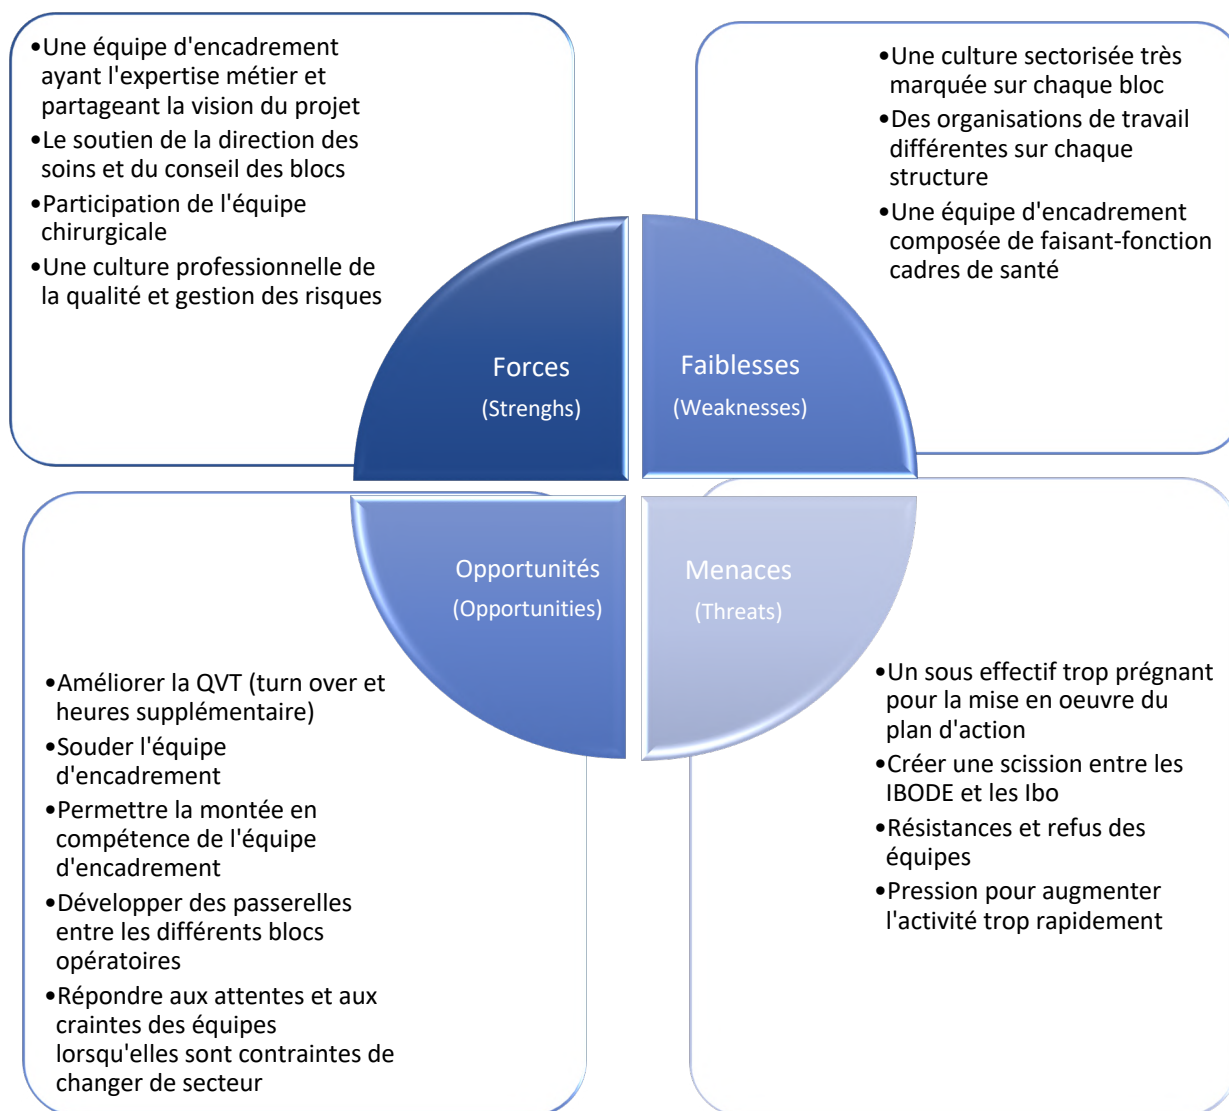 •Une équipe d'encadrement
ayant l'expertise métier et
partageant la vision du projet
•Le soutien de la direction des
soins et du conseil des blocs
•Participation de l'équipe
chirurgicale
•Une culture professionnelle de
la qualité et gestion des risques
•Une culture sectorisée très
marquée sur chaque bloc
•Des organisations de travail
différentes sur chaque
structure
•Une équipe d'encadrement
composée de faisant-fonction
cadres de santé
Forces
(Strenghs)
Faiblesses
(Weaknesses)
Opportunités
(Opportunities)
Menaces
(Threats)
•Améliorer la QVT (turn over et
heures supplémentaire)
•Souder l'équipe
d'encadrement
•Permettre la montée en
compétence de l'équipe
d'encadrement
•Développer des passerelles
entre les différents blocs
opératoires
•Répondre aux attentes et aux
craintes des équipes
lorsqu'elles sont contraintes de
changer de secteur
•Un sous effectif trop prégnant
pour la mise en oeuvre du
plan d'action
•Créer une scission entre les
IBODE et les Ibo
•Résistances et refus des
équipes
•Pression pour augmenter
l'activité trop rapidement